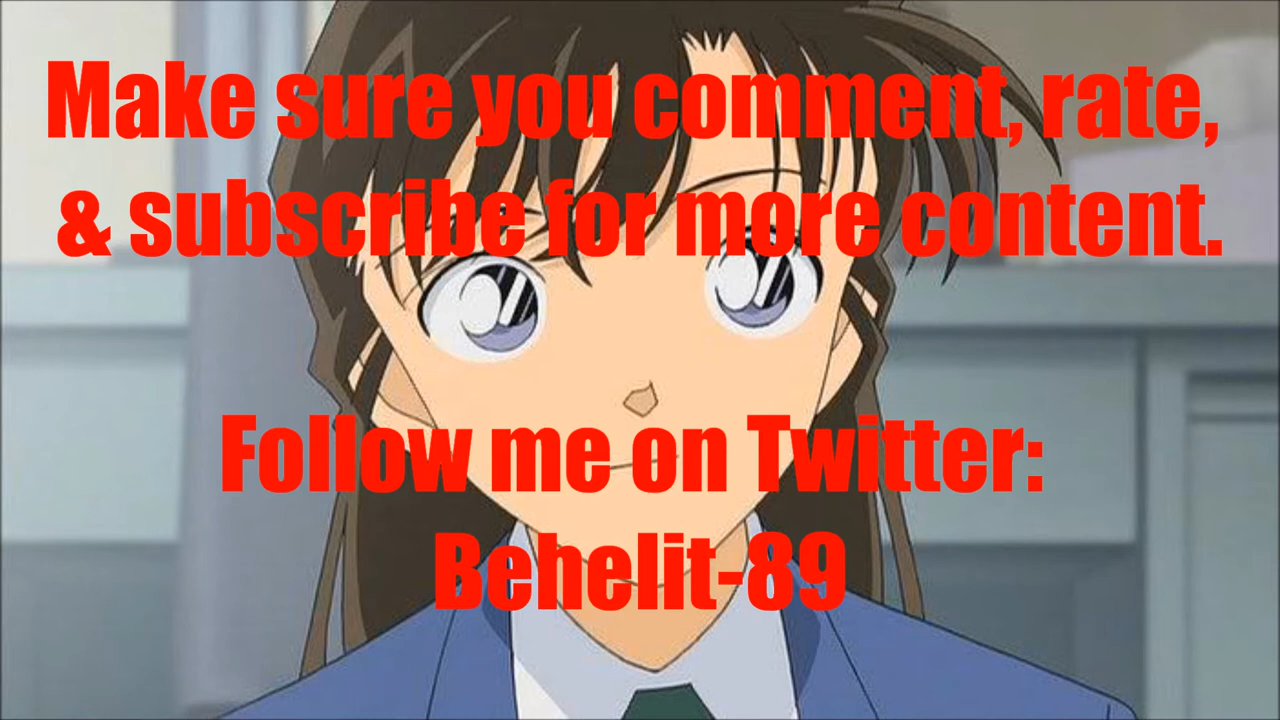 Make sure you comment, rate,
& subscribe for more content.
Follow me on Twitter:
Behelit-89